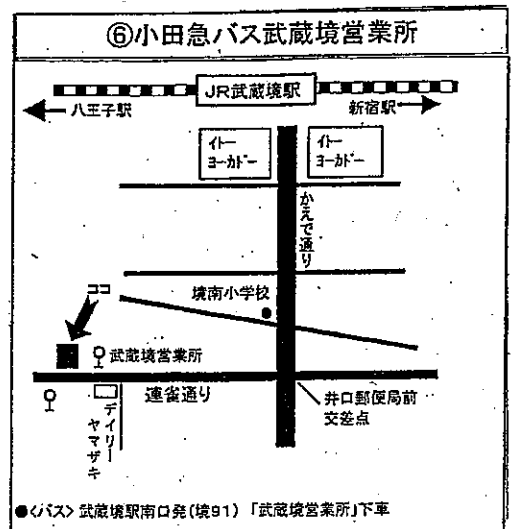 ⑥小田急バス武蔵境営業所
JR武蔵境駅
八王子駅
新宿駅
イトー
ヨーカドー
イトー
ヨーカドー
かえで通り
境南小学校
ココ
武蔵境営業所
連雀通り
デイリー
ヤマザキ
井口郵便局前
交差点
●<バス> 武蔵境駅南口発(境91) 「武蔵境営業所」下車